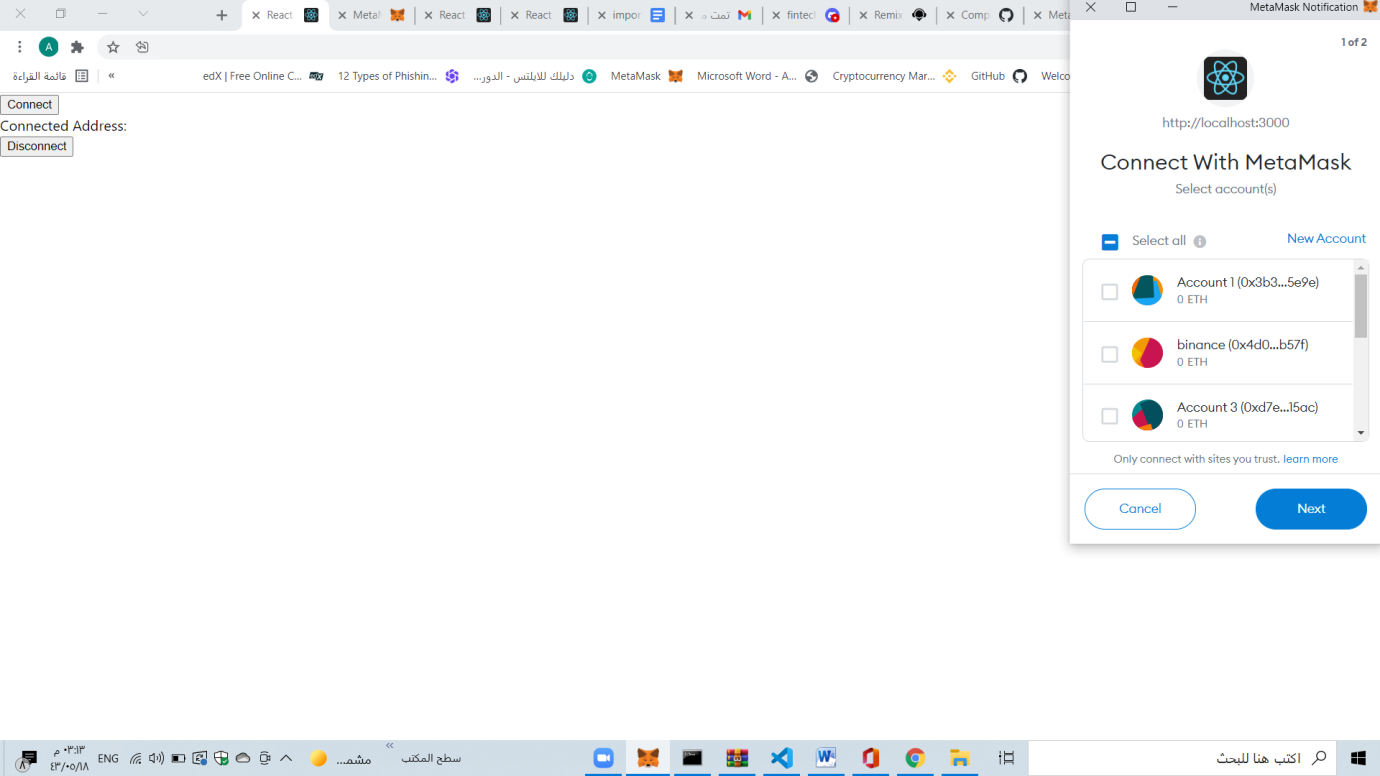 React
MetaM
React
React
impor
تمت م
fintech
Remix
Comp
Meta
MetaMask Notification
A
قائمة القراءة
»
edX | Free Online C...
12 Types of Phishin...
دليلك للايلتس - الدور...
MetaMask
Microsoft Word - A...
Cryptocurrency Mar...
GitHub
Welco
Connect
Connected Address:
Disconnect
1 of 2
http://localhost:3000
Connect With MetaMask
Select account(s)
Select all
New Account
Account 1 (0x3b3...5e9e)
0 ETH
binance (0x4d0...b57f)
0 ETH
Account 3 (0xd7e...15ac)
0 ETH
Only connect with sites you trust. learn more
Cancel
Next
٠٣:١٣ م
٤٣/٠٥/١٨
ENG
مشمس...
سطح المكتب
اكتب هنا للبحث